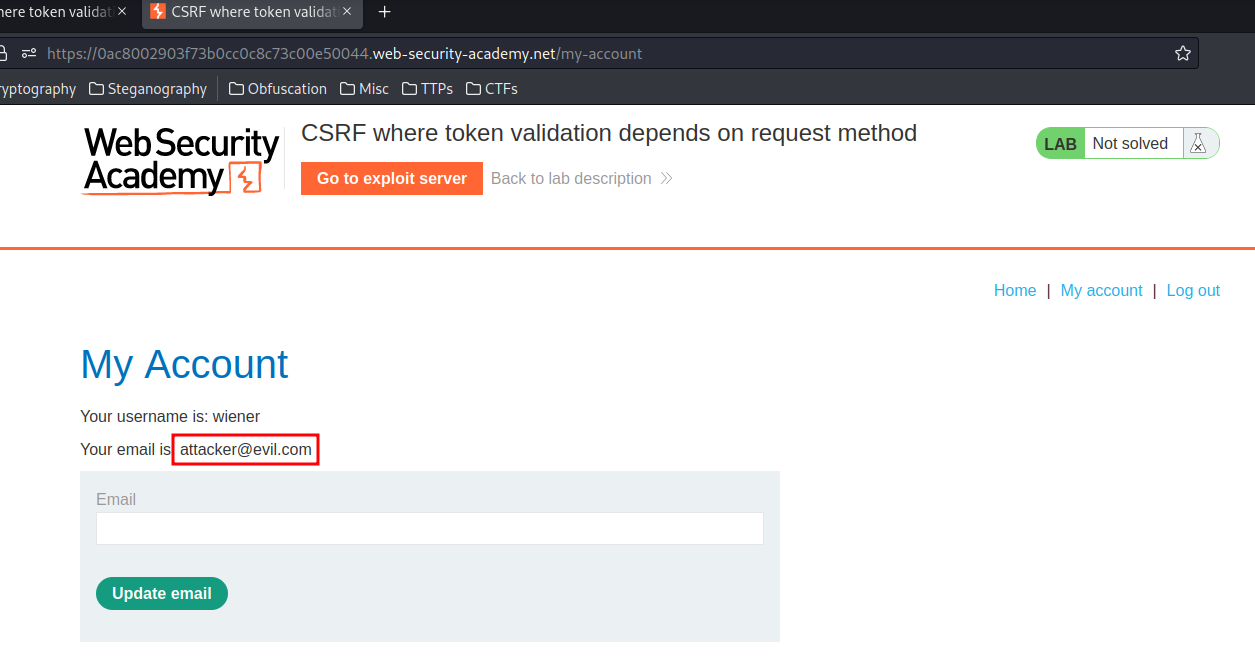 here token validat
CSRF where token validat
https://0ac8002903f73b0cc0c8c73c00e50044.web-security-academy.net/my-account
ryptography Steganography Obfuscation Misc TTPs CTFs
WebSecurity
Academy
CSRF where token validation depends on request method
Go to exploit server Back to lab description
LAB Not solved
Home | My account | Log out
My Account
Your username is: wiener
Your email is: attacker@evil.com
Email
Update email